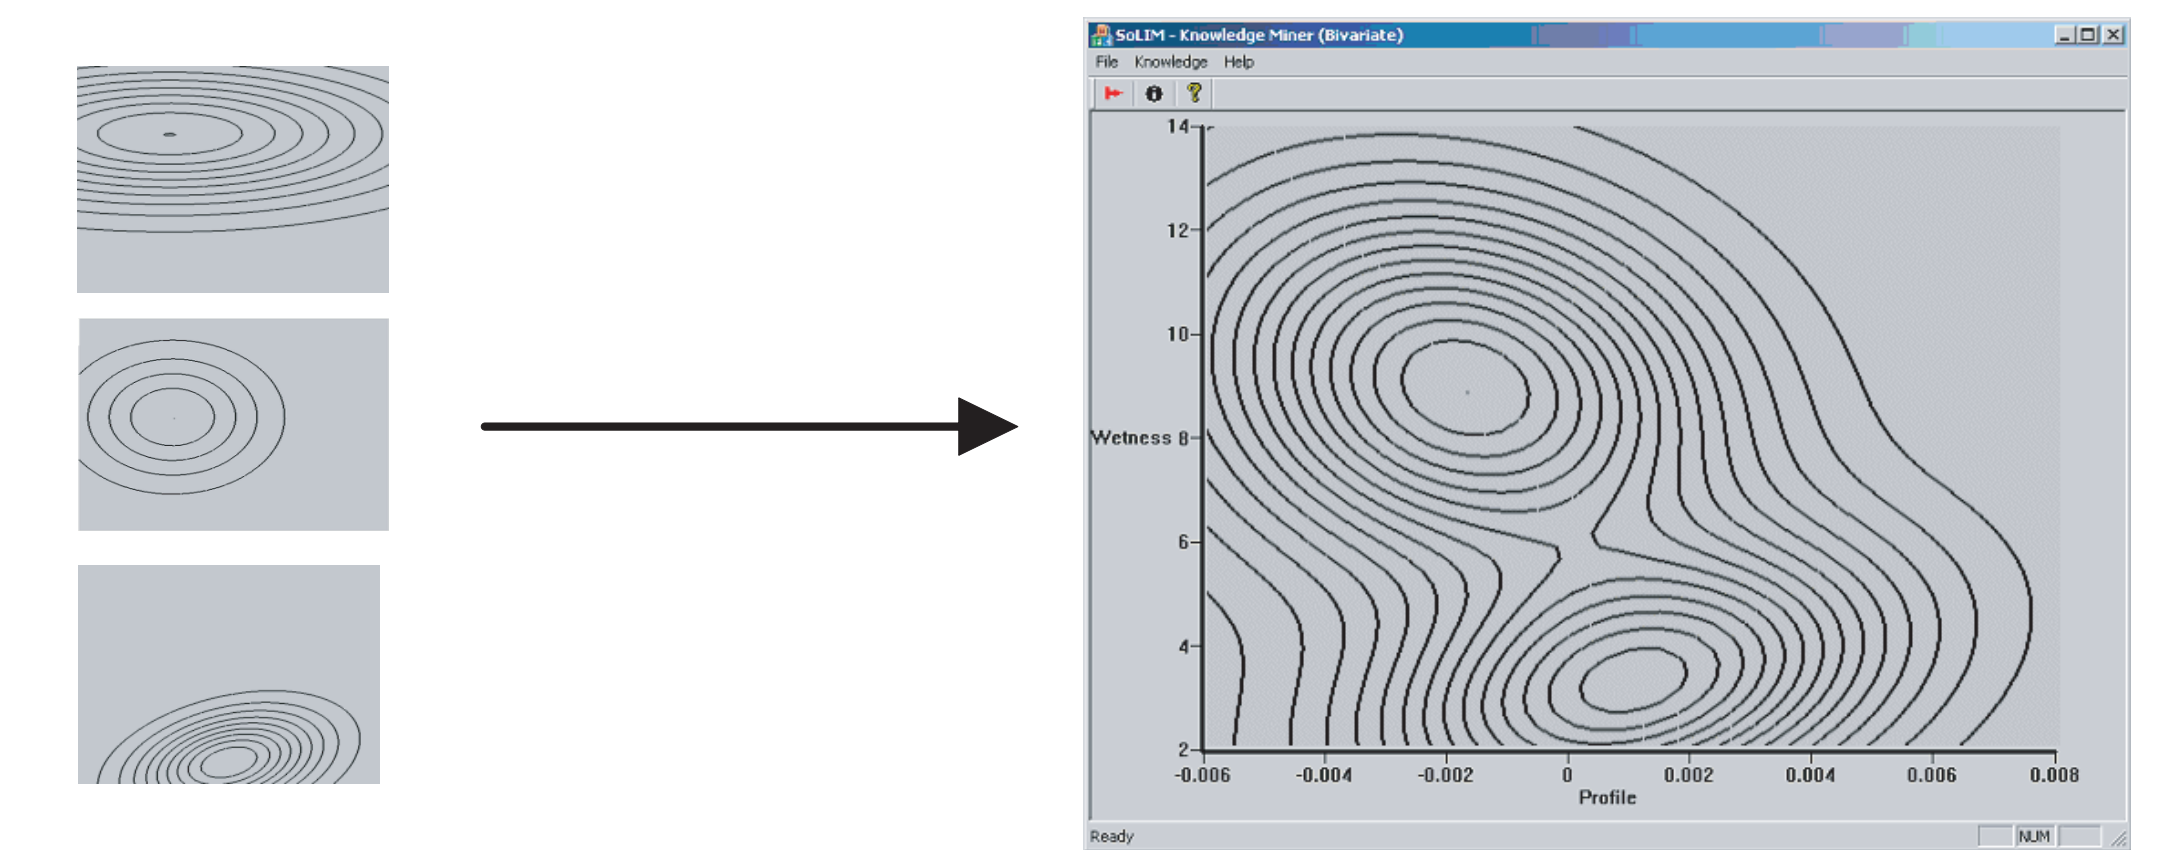 SoLIM - Knowledge Miner (Bivariate)
File Knowledge Help
14
12
10
Wetness 8
6
4
2
-0.006 -0.004 -0.002 0 0.002 0.004 0.006 0.008
Profile
Ready NUM